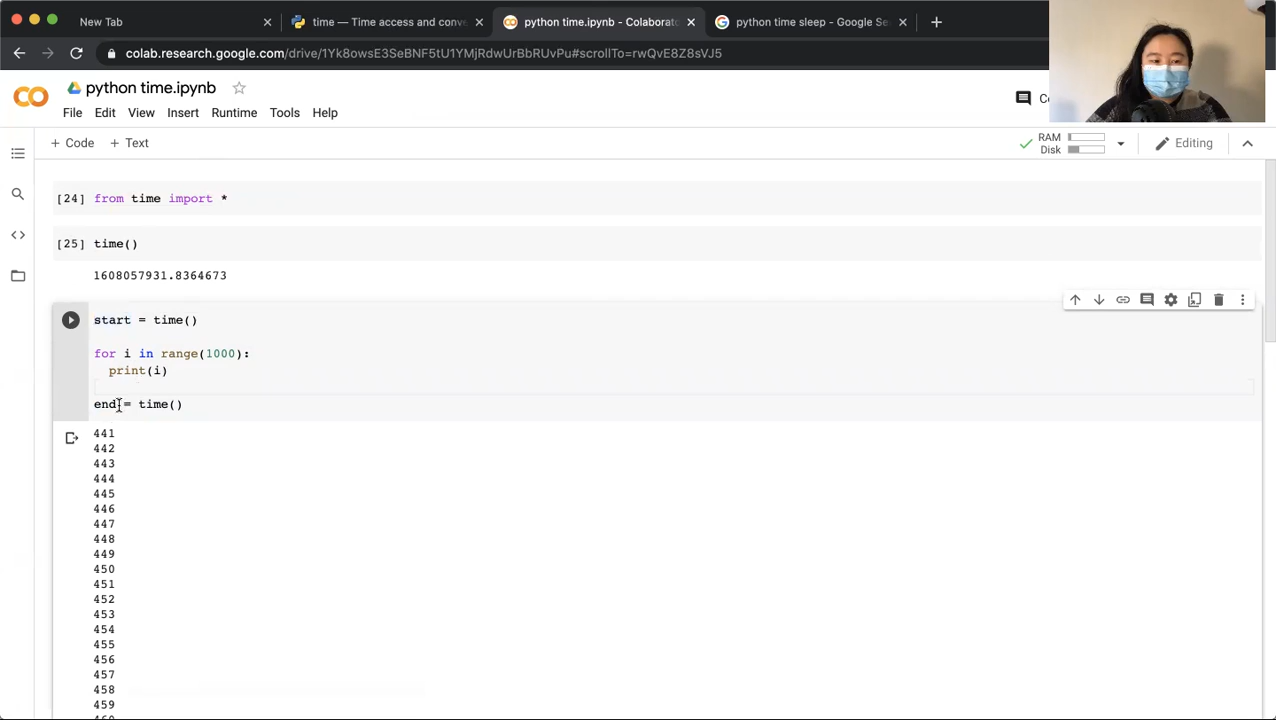 New Tab
time — Time access and conve
python time.ipynb - Colaborato
python time sleep - Google Se
colab.research.google.com/drive/1Yk8owsE3SeBNF5tU1YMjRdwUrBbRUvPu#scrollTo=rwQvE8Z8sVJ5
CO
python time.ipynb
File Edit View Insert Runtime Tools Help
+ Code + Text
RAM
Disk
Editing
[24] from time import *
[25] time()
1608057931.8364673
start = time()
for i in range(1000):
print(i)
end = time()
441
442
443
444
445
446
447
448
449
450
451
452
453
454
455
456
457
458
459